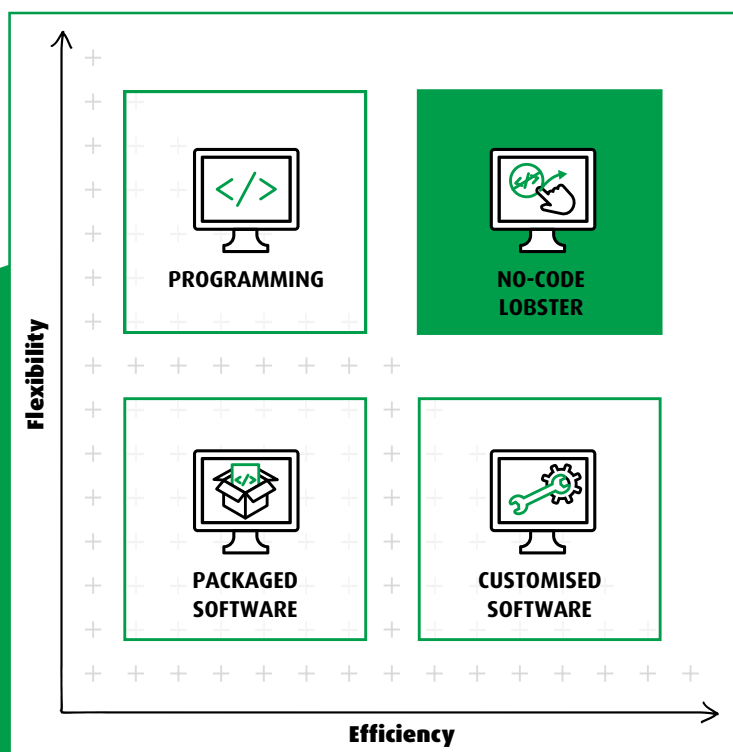 </>
PROGRAMMING
</>
NO-CODE
LOBSTER
Flexibility
</>
PACKAGED
SOFTWARE
CUSTOMISED
SOFTWARE
Efficiency